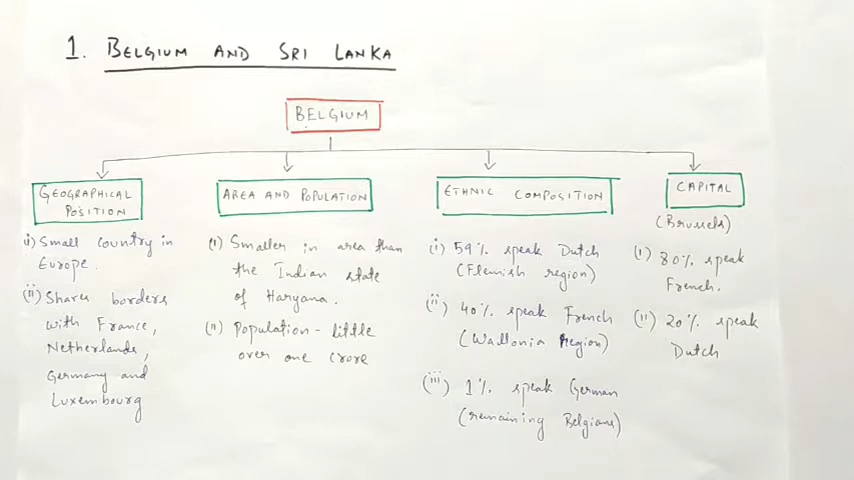 1. BELGIUM AND SRI LANKA
BELGIUM
GEOGRAPHICAL
POSITION
(i) Small country in
Europe.
(ii) Shares borders
with France,
Netherlands,
Germany and
Luxembourg
AREA AND POPULATION
(i) Smaller in area than
the Indian state
of Haryana.
(ii) Population - little
over one crore
ETHNIC COMPOSITION
(i) 59% speak Dutch
(Flemish region)
(ii) 40% speak French
(Wallonia Region)
(iii) 1% speak German
(remaining Belgians)
CAPITAL
(Brussels)
(i) 80% speak
French.
(ii) 20% speak
Dutch